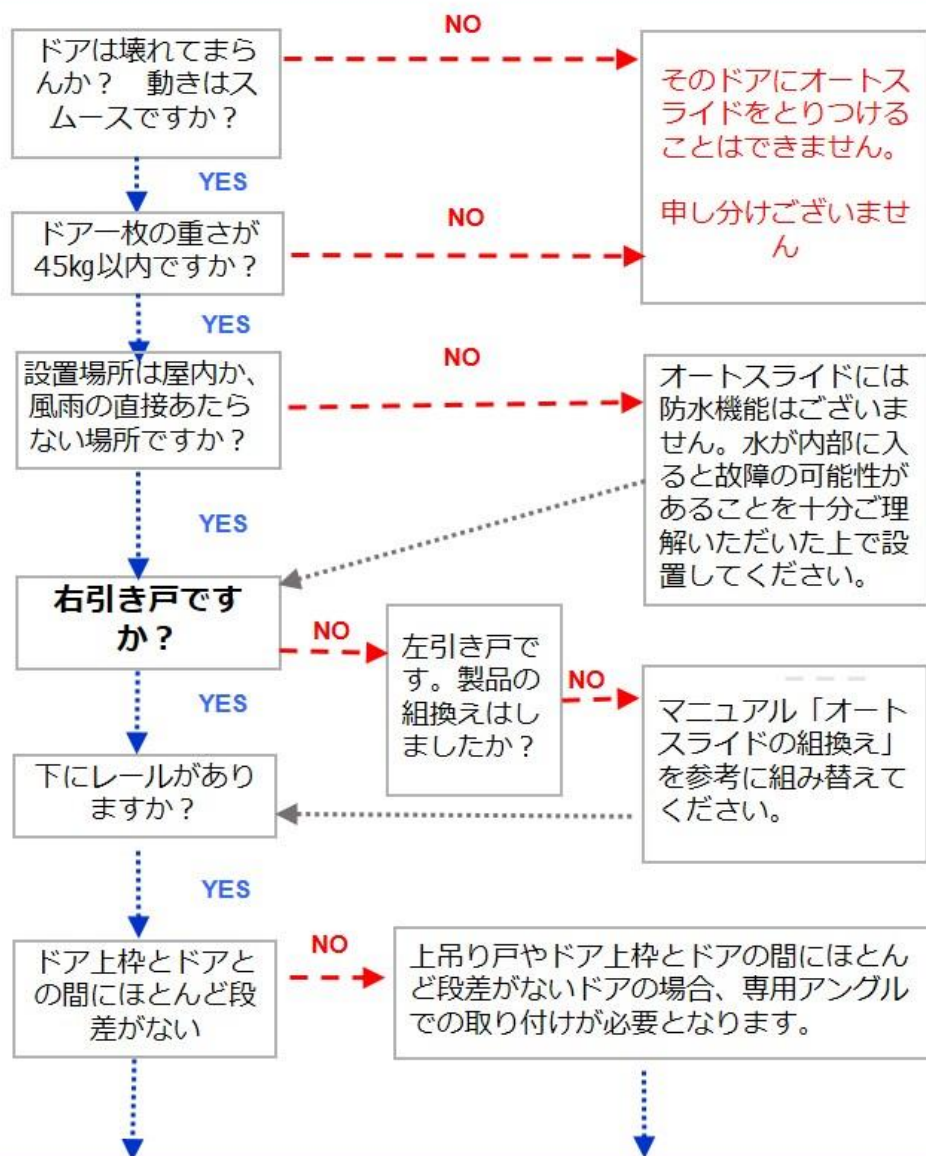 NO
ドアは壊れてまら
んか？　動きはス
ムースですか？
そのドアにオートス
ライドをとりつける
ことはできません。
申し分けございませ
ん
YES
NO
ドア一枚の重さが
45kg以内ですか？
YES
NO
設置場所は屋内か、
風雨の直接あたら
ない場所ですか？
オートスライドには
防水機能はございま
せん。水が内部に入
ると故障の可能性が
あることを十分ご理
解いただいた上で設
置してください。
YES
右引き戸です
か？
NO
左引き戸で
す。製品の
組換えはし
ましたか？
NO
マニュアル「オート
スライドの組換え」
を参考に組み替えて
ください。
YES
下にレールがあり
ますか？
YES
ドア上枠とドアと
の間にほとんど段
差がない
NO
上吊り戸やドア上枠とドアの間にほとん
ど段差がないドアの場合、専用アングル
での取り付けが必要となります。